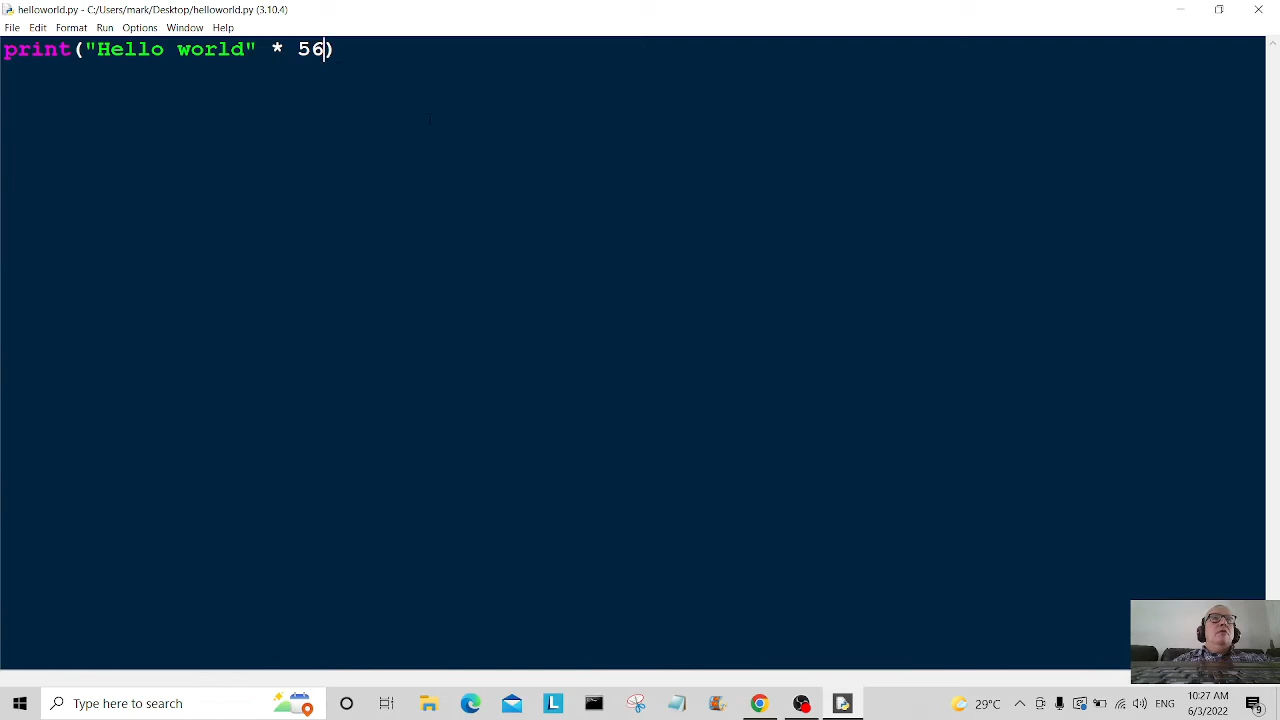 helloworld.py - C:/Users/mark/Desktop/helloworld.py (3.10.4)
File Edit Format Run Options Window Help
print("Hello world" * 56)
Type here to search
L
29°C
ENG
10:27 AM
6/3/2022
9